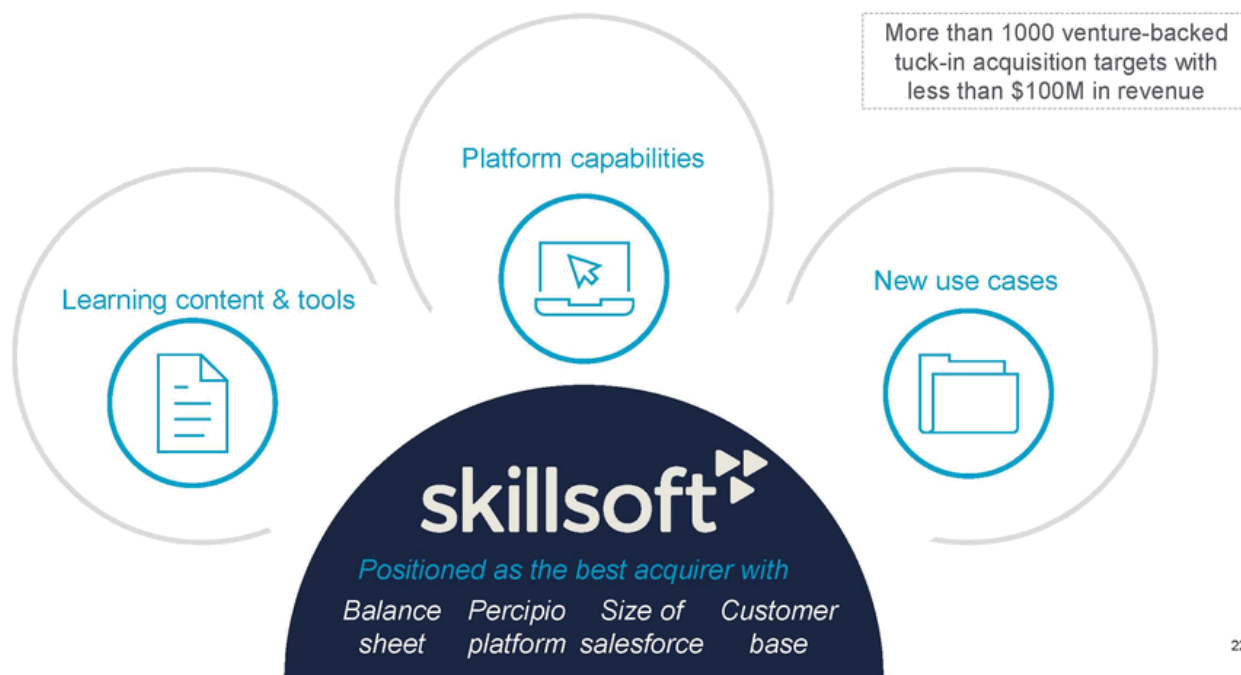 More than 1000 venture-backed
tuck-in acquisition targets with
less than $100M in revenue
Platform capabilities
Learning content & tools
New use cases
skillsoft
Positioned as the best acquirer with
Balance sheet
Percipio platform
Size of salesforce
Customer base